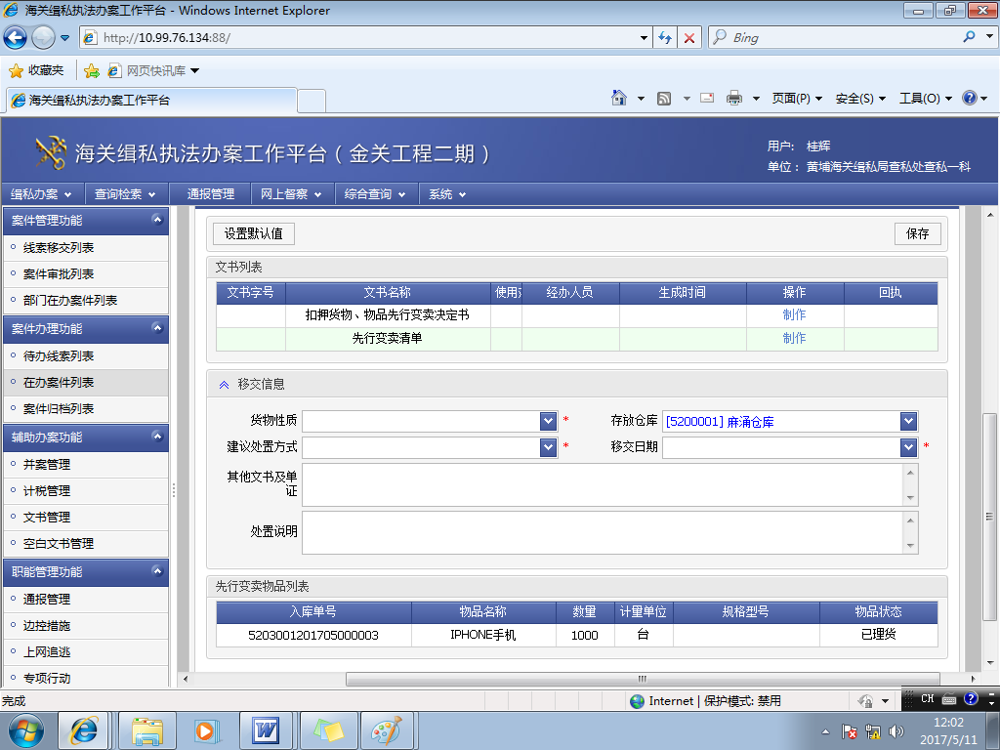 海关缉私执法办案工作平台 - Windows Internet Explorer
http://10.99.76.134:88/
Bing
收藏夹
网页快讯库
海关缉私执法办案工作平台
页面(P)
安全(S)
工具(O)
海关缉私执法办案工作平台（金关工程二期）
用户: 桂辉
单位: 黄埔海关缉私局查私处查私一科
缉私办案 查询检索 通报管理 网上督察 综合查询 系统
案件管理功能
线索移交列表
案件审批列表
部门在办案件列表
案件办理功能
待办线索列表
在办案件列表
案件归档列表
辅助办案功能
并案管理
计税管理
文书管理
空白文书管理
职能管理功能
通报管理
边控措施
上网追逃
专项行动
设置默认值 保存
文书列表
文书字号 文书名称 使用 经办人员 生成时间 操作 回执
扣押货物、物品先行变卖决定书 制作
先行变卖清单 制作
移交信息
货物性质 * 存放仓库 [5200001] 麻涌仓库
建议处置方式 * 移交日期 *
其他文书及单
证
处置说明
先行变卖物品列表
入库单号 物品名称 数量 计量单位 规格型号 物品状态
5203001201705000003 IPHONE手机 1000 台 已理货
完成
Internet | 保护模式: 禁用
CH
12:02
2017/5/11